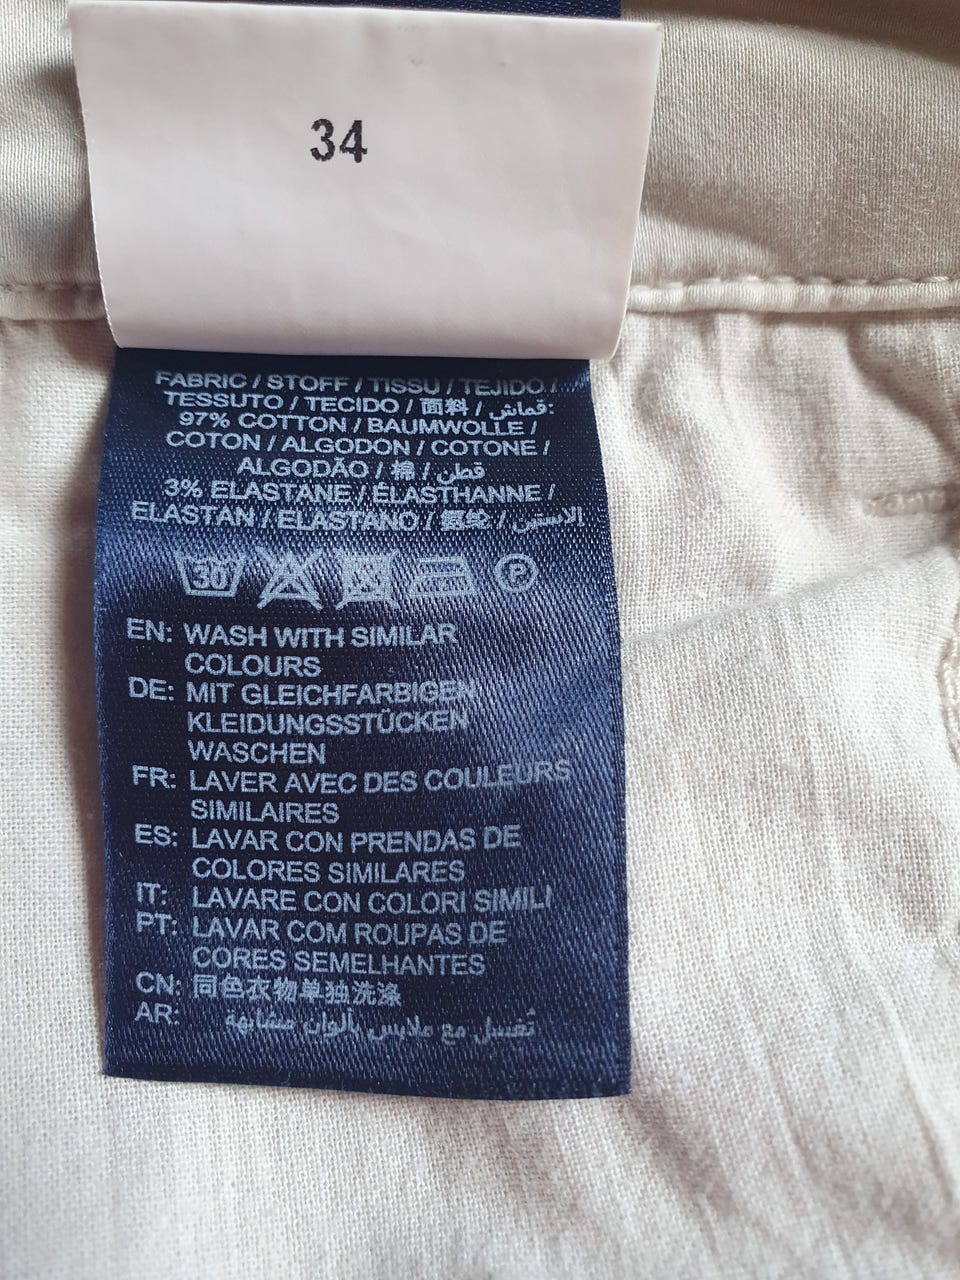 34
FABRIC / STOFF / TISSU / TEJIDO /
TESSUTO / TECIDO / 面料 / قماش:
97% COTTON / BAUMWOLLE /
COTON / ALGODON / COTONE /
ALGODÃO / 棉 / قطن
3% ELASTANE / ÉLASTHANNE /
ELASTAN / ELASTANO / 氨纶 / إلاستين
30° P
EN: WASH WITH SIMILAR
COLOURS
DE: MIT GLEICHFARBIGEN
KLEIDUNGSSTÜCKEN
WASCHEN
FR: LAVER AVEC DES COULEURS
SIMILAIRES
ES: LAVAR CON PRENDAS DE
COLORES SIMILARES
IT: LAVARE CON COLORI SIMILI
PT: LAVAR COM ROUPAS DE
CORES SEMELHANTES
CN: 同色衣物单独洗涤
AR: تُغسل مع ملابس بألوان مشابهة